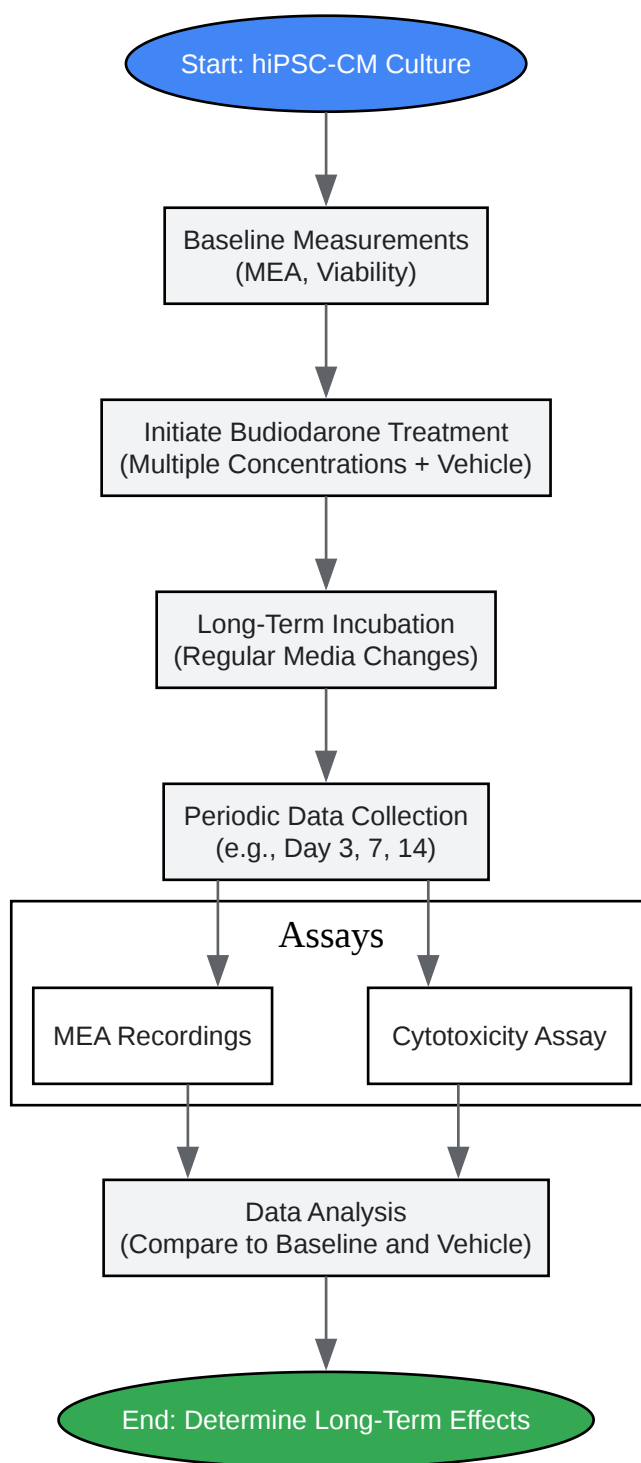 Start: hiPSC-CM Culture
Baseline Measurements
(MEA, Viability)
Initiate Budiodarone Treatment
(Multiple Concentrations + Vehicle)
Long-Term Incubation
(Regular Media Changes)
Periodic Data Collection
(e.g., Day 3, 7, 14)
Assays
MEA Recordings
Cytotoxicity Assay
Data Analysis
(Compare to Baseline and Vehicle)
End: Determine Long-Term Effects